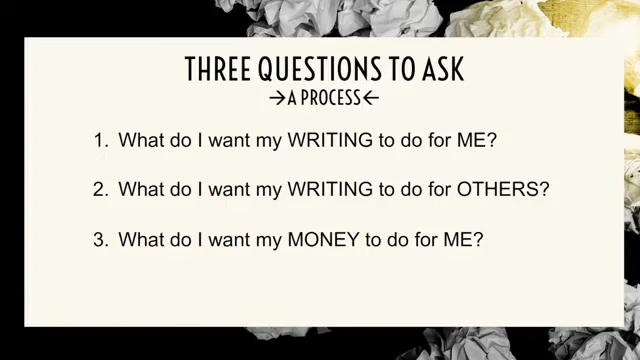 THREE QUESTIONS TO ASK
→A PROCESS←
1. What do I want my WRITING to do for ME?
2. What do I want my WRITING to do for OTHERS?
3. What do I want my MONEY to do for ME?